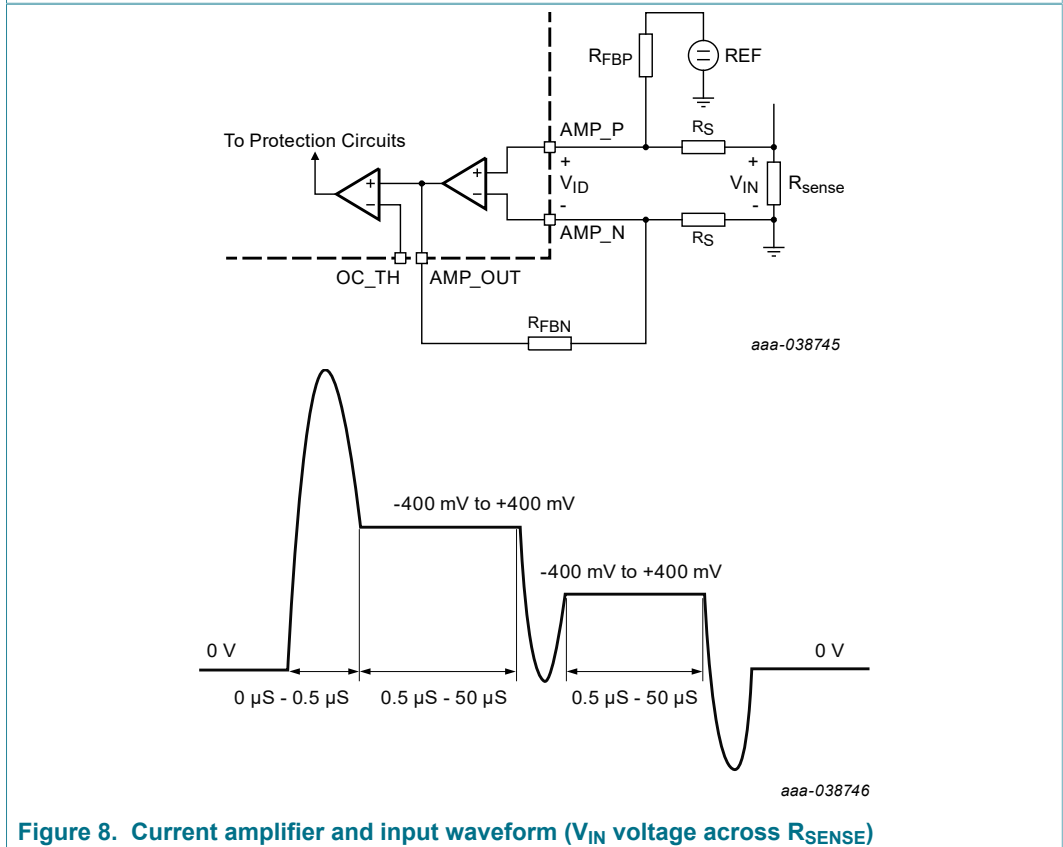 RFBP
REF
AMP_P
RS
To Protection Circuits
+
+
+
+
VID
VIN
Rsense
-
-
-
-
AMP_N
RS
OC_TH
AMP_OUT
RFBN
aaa-038745
-400 mV to +400 mV
-400 mV to +400 mV
0 V
0 V
0 µS - 0.5 µS
0.5 µS - 50 µS
0.5 µS - 50 µS
aaa-038746
Figure 8. Current amplifier and input waveform (VIN voltage across RSENSE)